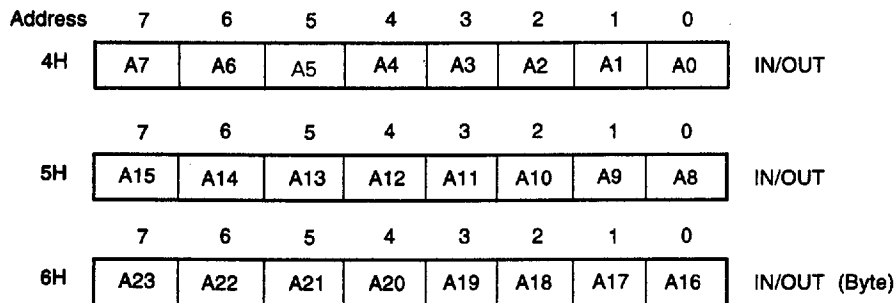 Address 7 6 5 4 3 2 1 0
4H A7 A6 A5 A4 A3 A2 A1 A0 IN/OUT
7 6 5 4 3 2 1 0
5H A15 A14 A13 A12 A11 A10 A9 A8 IN/OUT
7 6 5 4 3 2 1 0
6H A23 A22 A21 A20 A19 A18 A17 A16 IN/OUT (Byte)